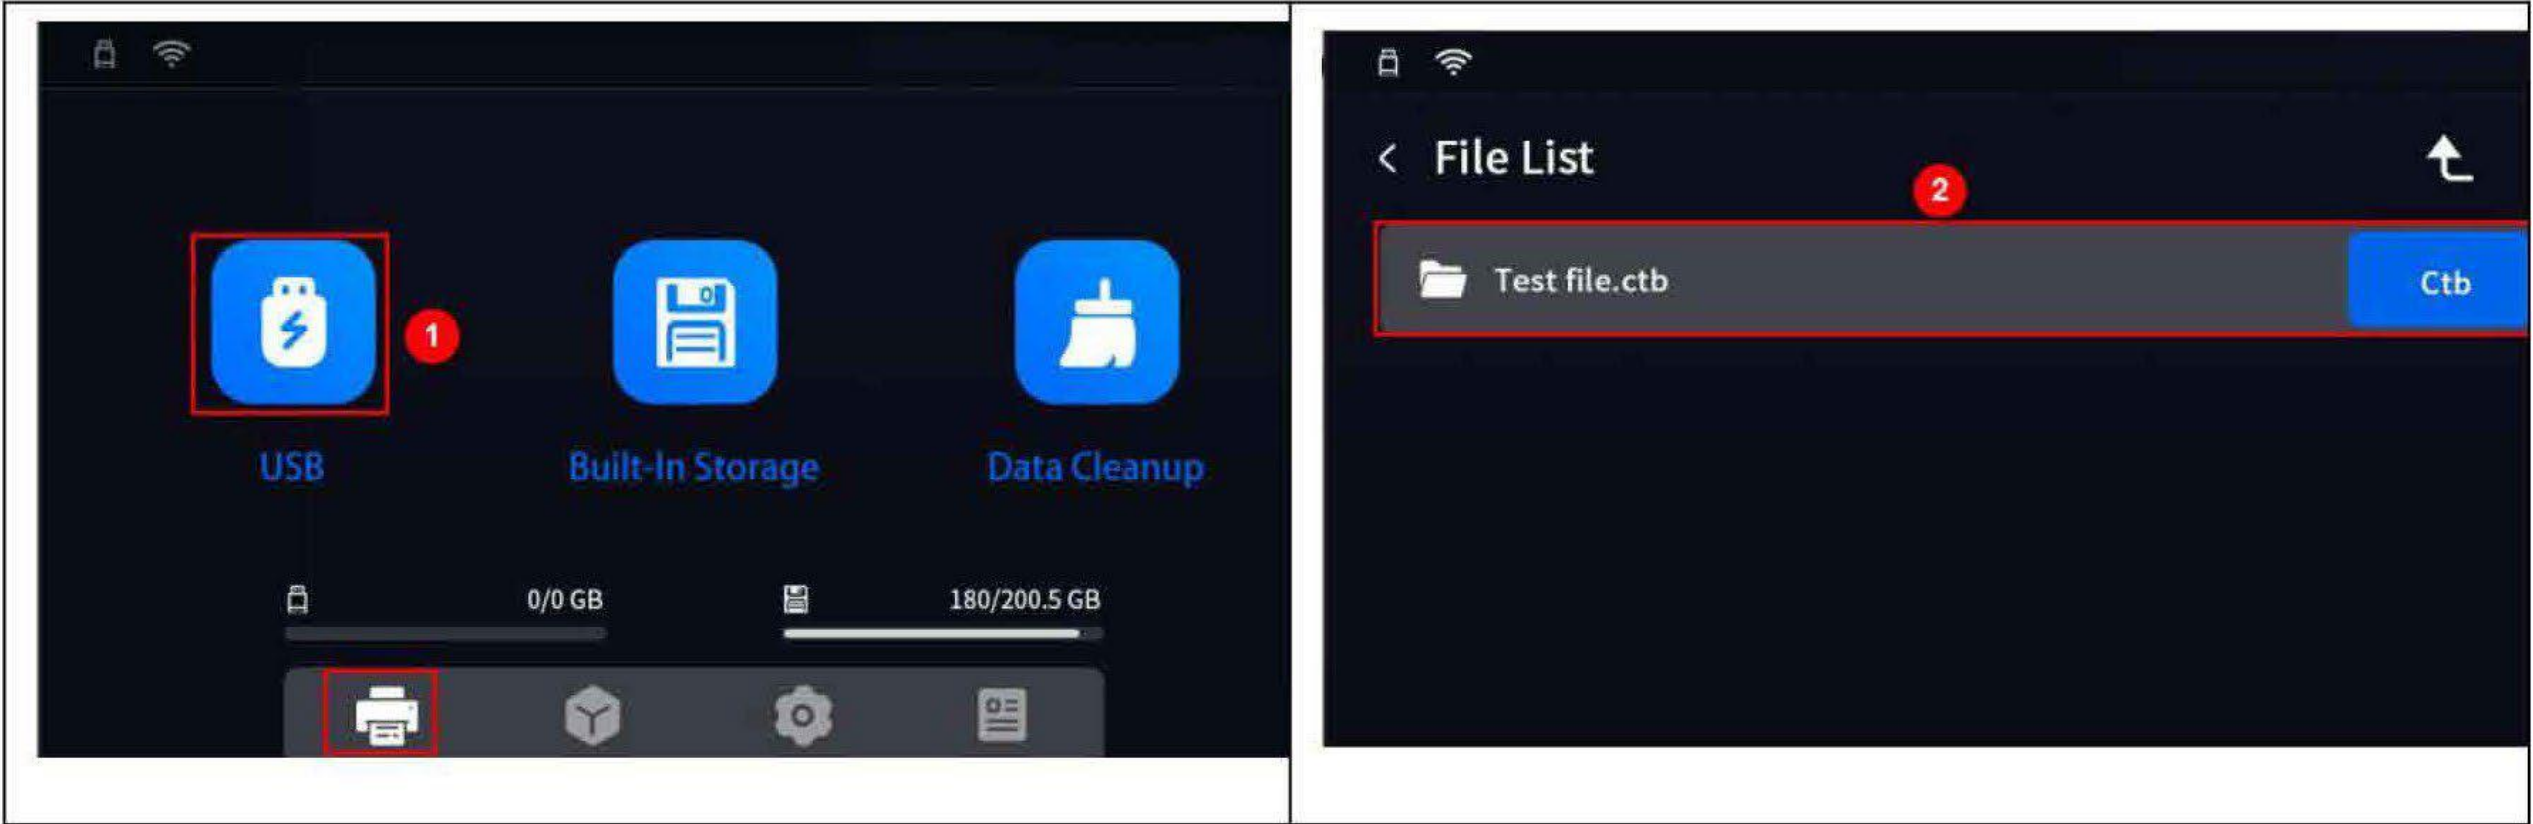 1
USB
Built-In Storage
Data Cleanup
0/0 GB
180/200.5 GB
File List
2
Test file.ctb
Ctb